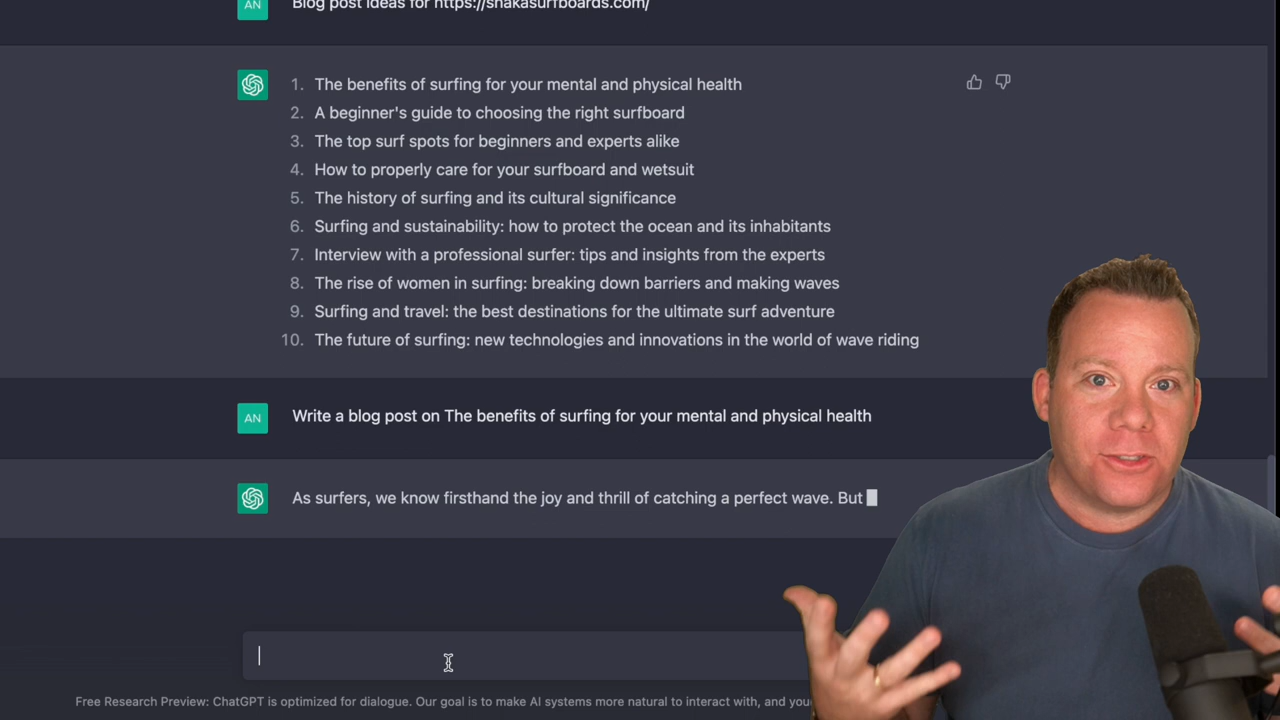 AN
Blog post ideas for https://shakasurfboards.com/
1. The benefits of surfing for your mental and physical health
2. A beginner's guide to choosing the right surfboard
3. The top surf spots for beginners and experts alike
4. How to properly care for your surfboard and wetsuit
5. The history of surfing and its cultural significance
6. Surfing and sustainability: how to protect the ocean and its inhabitants
7. Interview with a professional surfer: tips and insights from the experts
8. The rise of women in surfing: breaking down barriers and making waves
9. Surfing and travel: the best destinations for the ultimate surf adventure
10. The future of surfing: new technologies and innovations in the world of wave riding
AN
Write a blog post on The benefits of surfing for your mental and physical health
As surfers, we know firsthand the joy and thrill of catching a perfect wave. But
Free Research Preview: ChatGPT is optimized for dialogue. Our goal is to make AI systems more natural to interact with, and you